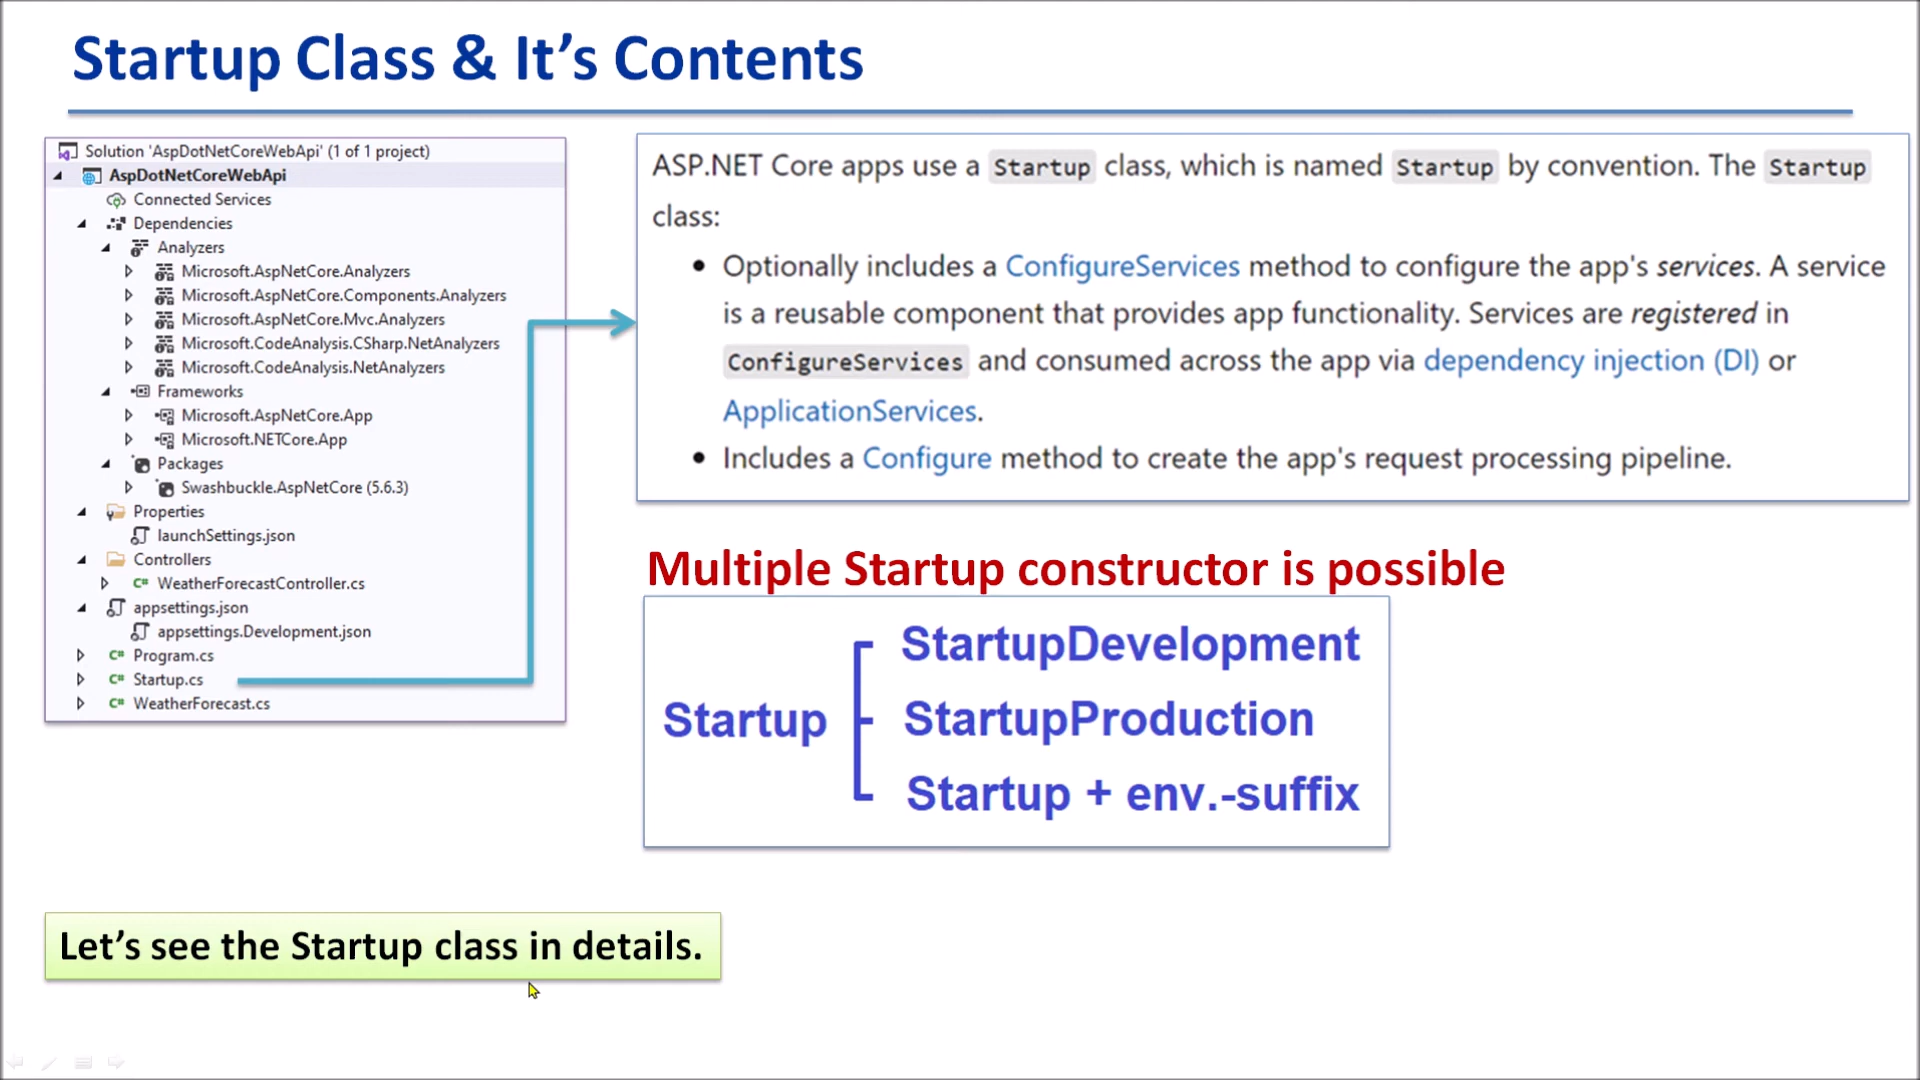 Startup Class & It’s Contents
Solution 'AspDotNetCoreWebApi' (1 of 1 project)
AspDotNetCoreWebApi
Connected Services
Dependencies
Analyzers
Microsoft.AspNetCore.Analyzers
Microsoft.AspNetCore.Components.Analyzers
Microsoft.AspNetCore.Mvc.Analyzers
Microsoft.CodeAnalysis.CSharp.NetAnalyzers
Microsoft.CodeAnalysis.NetAnalyzers
Frameworks
Microsoft.AspNetCore.App
Microsoft.NETCore.App
Packages
Swashbuckle.AspNetCore (5.6.3)
Properties
launchSettings.json
Controllers
C# WeatherForecastController.cs
appsettings.json
appsettings.Development.json
C# Program.cs
C# Startup.cs
C# WeatherForecast.cs
ASP.NET Core apps use a Startup class, which is named Startup by convention. The Startup
class:
• Optionally includes a ConfigureServices method to configure the app's services. A service
is a reusable component that provides app functionality. Services are registered in
ConfigureServices and consumed across the app via dependency injection (DI) or
ApplicationServices.
• Includes a Configure method to create the app's request processing pipeline.
Multiple Startup constructor is possible
StartupDevelopment
Startup StartupProduction
Startup + env.-suffix
Let’s see the Startup class in details.